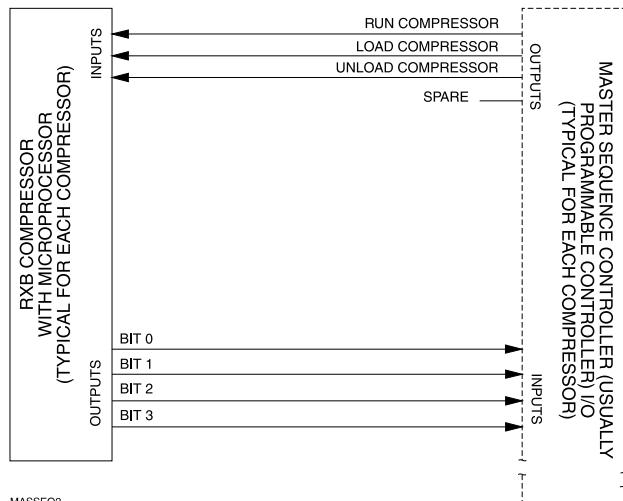 RUN COMPRESSOR
LOAD COMPRESSOR
UNLOAD COMPRESSOR
SPARE
INPUTS
OUTPUTS
RXB COMPRESSOR
WITH MICROPROCESSOR
(TYPICAL FOR EACH COMPRESSOR)
MASTER SEQUENCE CONTROLLER (USUALLY
PROGRAMMABLE CONTROLLER) I/O
(TYPICAL FOR EACH COMPRESSOR)
BIT 0
BIT 1
BIT 2
BIT 3
OUTPUTS
INPUTS